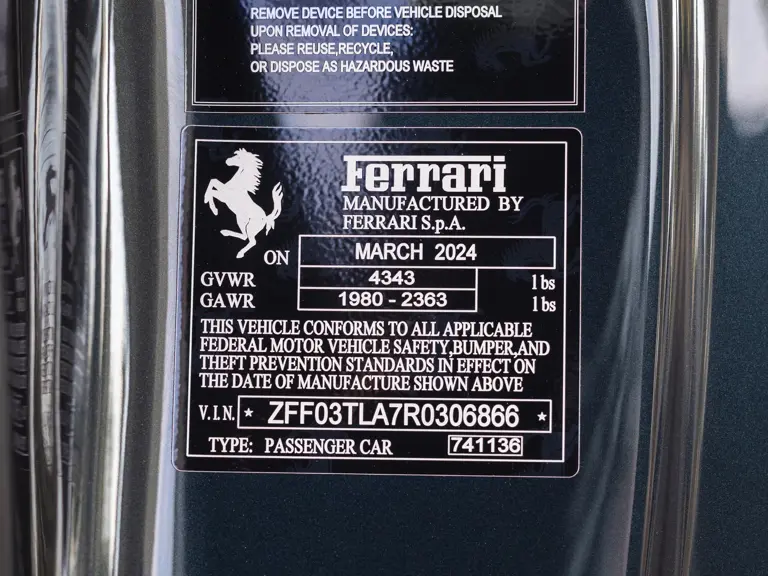 REMOVE DEVICE BEFORE VEHICLE DISPOSAL
UPON REMOVAL OF DEVICES:
PLEASE REUSE,RECYCLE,
OR DISPOSE AS HAZARDOUS WASTE
Ferrari
MANUFACTURED BY
FERRARI S.p.A.
ON MARCH 2024
GVWR 4343 lbs
GAWR 1980 - 2363 lbs
THIS VEHICLE CONFORMS TO ALL APPLICABLE
FEDERAL MOTOR VEHICLE SAFETY,BUMPER,AND
THEFT PREVENTION STANDARDS IN EFFECT ON
THE DATE OF MANUFACTURE SHOWN ABOVE
V.I.N. * ZFF03TLA7R0306866 *
TYPE: PASSENGER CAR 741136